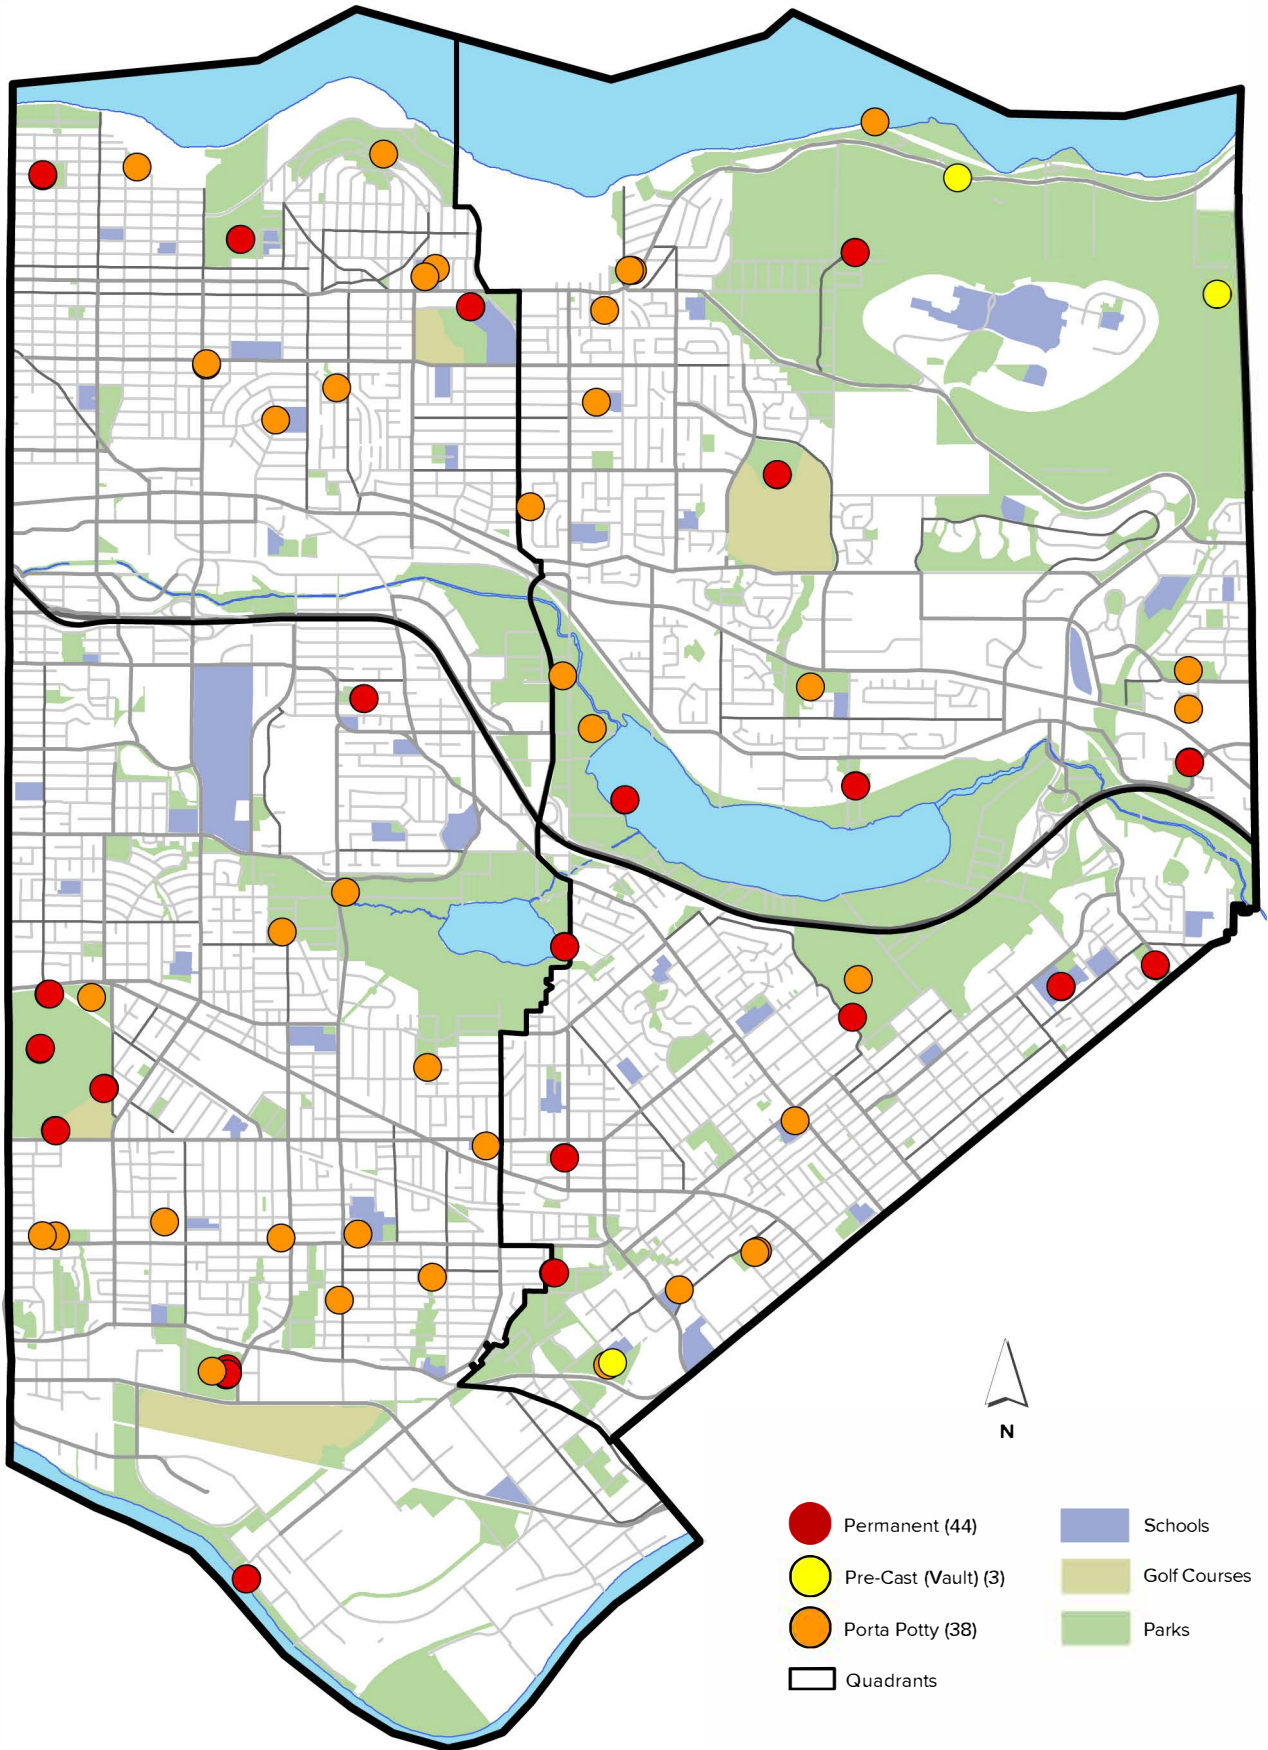 N
Permanent (44)
Schools
Pre-Cast (Vault) (3)
Golf Courses
Porta Potty (38)
Parks
Quadrants